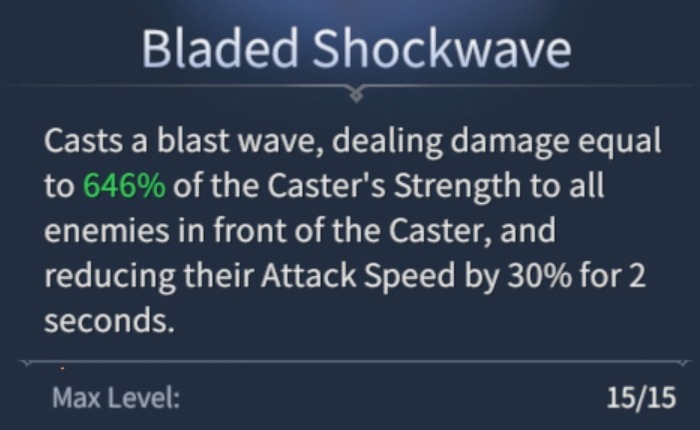 Bladed Shockwave
Casts a blast wave, dealing damage equal
to 646% of the Caster's Strength to all
enemies in front of the Caster, and
reducing their Attack Speed by 30% for 2
seconds.
Max Level: 15/15